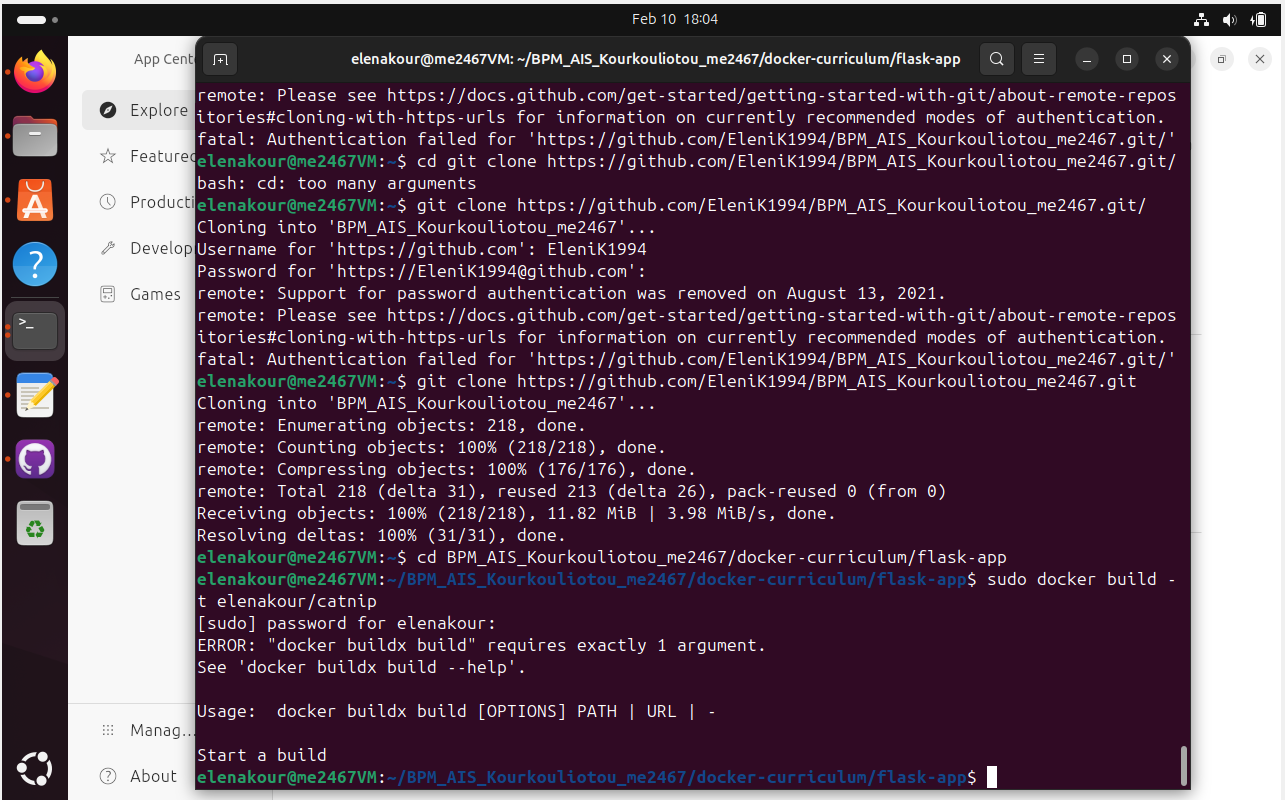 Feb 10 18:04
App Cent
elenakour@me2467VM: ~/BPM_AIS_Kourkouliotou_me2467/docker-curriculum/flask-app
Explore
Featured
Producti
Develop
Games
Manag...
About
remote: Please see https://docs.github.com/get-started/getting-started-with-git/about-remote-repos
itories#cloning-with-https-urls for information on currently recommended modes of authentication.
fatal: Authentication failed for 'https://github.com/EleniK1994/BPM_AIS_Kourkouliotou_me2467.git/'
elenakour@me2467VM:~$ cd git clone https://github.com/EleniK1994/BPM_AIS_Kourkouliotou_me2467.git/
bash: cd: too many arguments
elenakour@me2467VM:~$ git clone https://github.com/EleniK1994/BPM_AIS_Kourkouliotou_me2467.git/
Cloning into 'BPM_AIS_Kourkouliotou_me2467'...
Username for 'https://github.com': EleniK1994
Password for 'https://EleniK1994@github.com':
remote: Support for password authentication was removed on August 13, 2021.
remote: Please see https://docs.github.com/get-started/getting-started-with-git/about-remote-repos
itories#cloning-with-https-urls for information on currently recommended modes of authentication.
fatal: Authentication failed for 'https://github.com/EleniK1994/BPM_AIS_Kourkouliotou_me2467.git/'
elenakour@me2467VM:~$ git clone https://github.com/EleniK1994/BPM_AIS_Kourkouliotou_me2467.git
Cloning into 'BPM_AIS_Kourkouliotou_me2467'...
remote: Enumerating objects: 218, done.
remote: Counting objects: 100% (218/218), done.
remote: Compressing objects: 100% (176/176), done.
remote: Total 218 (delta 31), reused 213 (delta 26), pack-reused 0 (from 0)
Receiving objects: 100% (218/218), 11.82 MiB | 3.98 MiB/s, done.
Resolving deltas: 100% (31/31), done.
elenakour@me2467VM:~$ cd BPM_AIS_Kourkouliotou_me2467/docker-curriculum/flask-app
elenakour@me2467VM:~/BPM_AIS_Kourkouliotou_me2467/docker-curriculum/flask-app$ sudo docker build -
t elenakour/catnip
[sudo] password for elenakour:
ERROR: "docker buildx build" requires exactly 1 argument.
See 'docker buildx build --help'.
Usage:  docker buildx build [OPTIONS] PATH | URL | -
Start a build
elenakour@me2467VM:~/BPM_AIS_Kourkouliotou_me2467/docker-curriculum/flask-app$